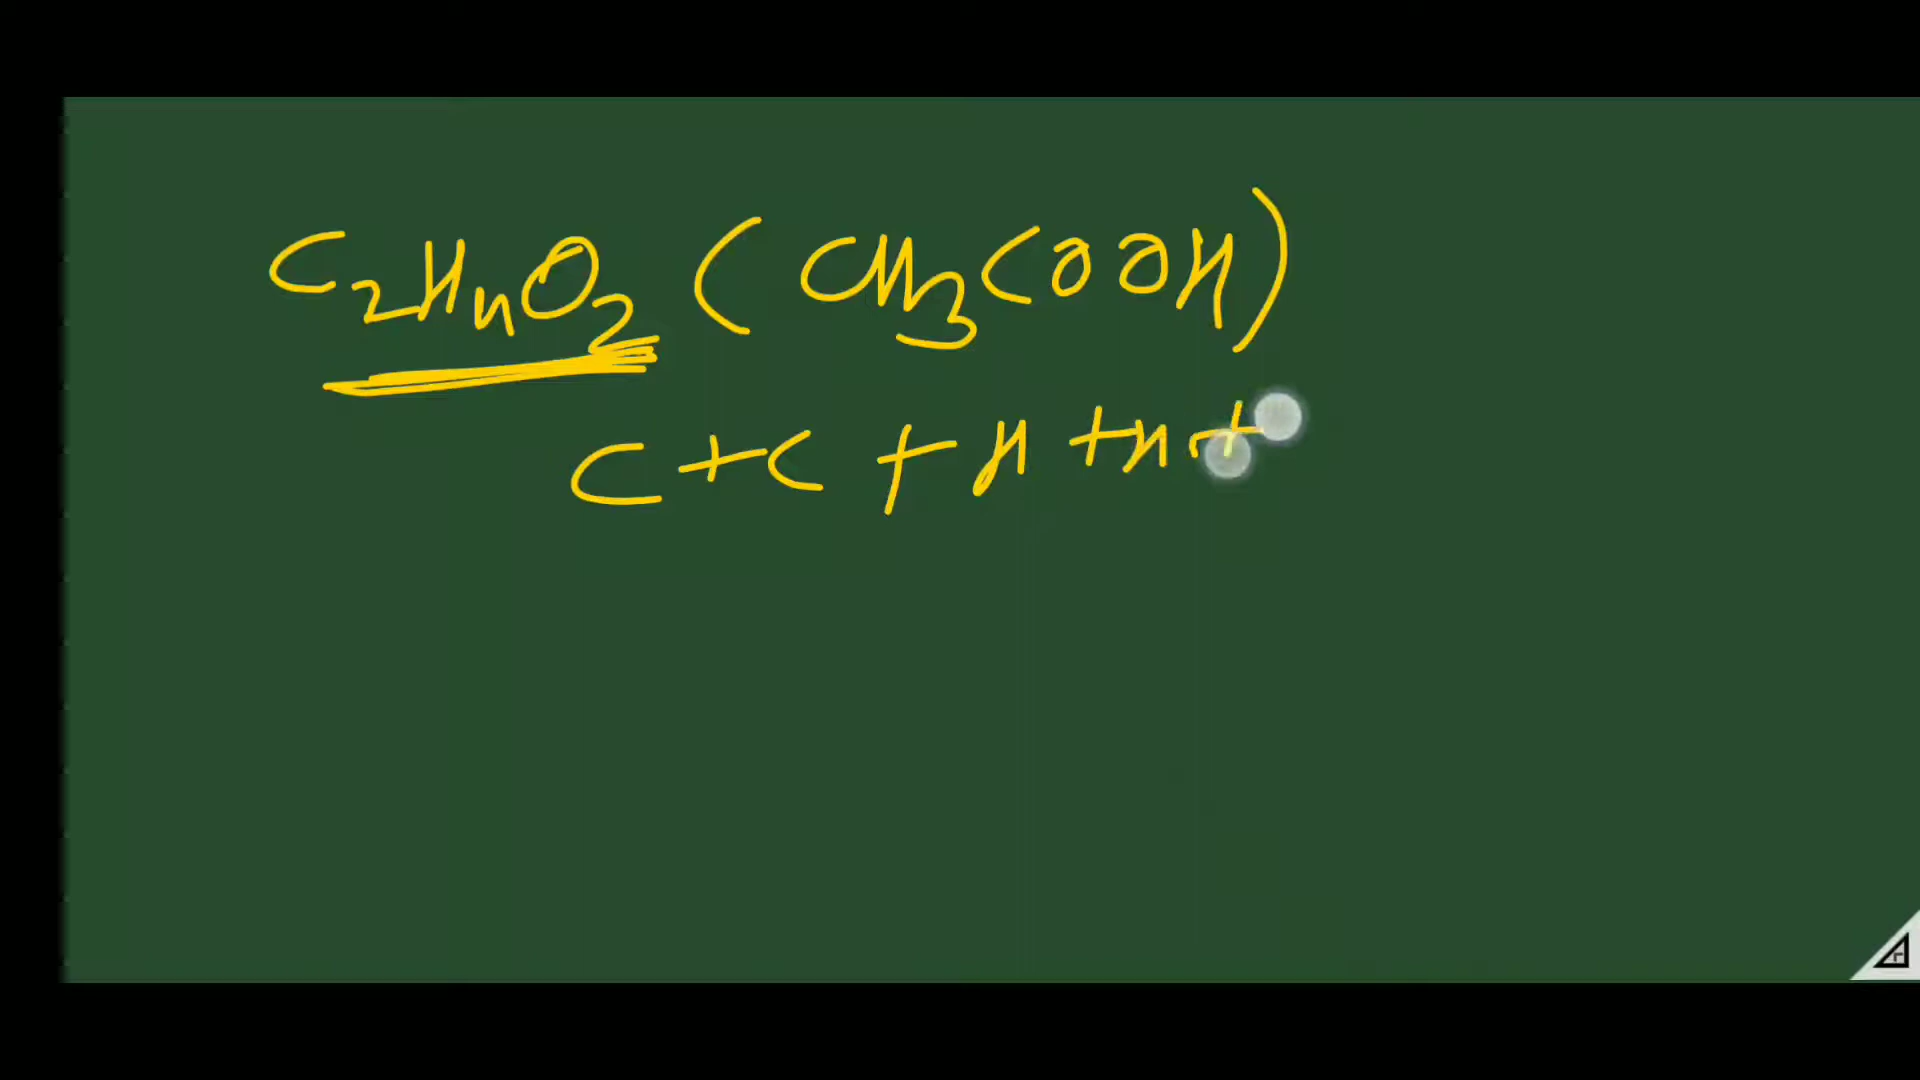 C₂H₄O₂ (CH₃COOH)
C + C + H + H +